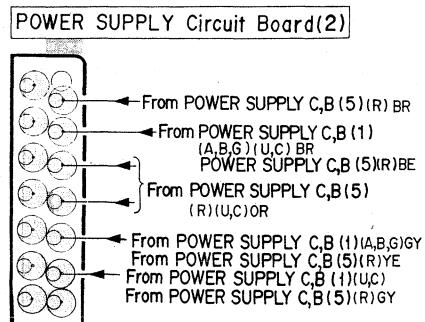 POWER SUPPLY Circuit Board(2)
From POWER SUPPLY C,B(5)(R) BR
From POWER SUPPLY C,B(1)
(A,B,G)(U,C) BR
POWER SUPPLY C,B(5)(R)BE
From POWER SUPPLY C,B(5)
(R)(U,C)OR
From POWER SUPPLY C,B(1)(A,B,G)GY
From POWER SUPPLY C,B(5)(R)YE
From POWER SUPPLY C,B(1)(U,C)
From POWER SUPPLY C,B(5)(R)GY